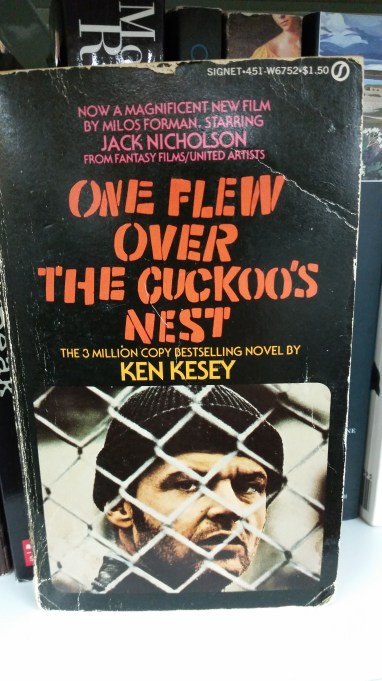 SIGNET·451-W6752·$1.50
NOW A MAGNIFICENT NEW FILM
BY MILOS FORMAN. STARRING
JACK NICHOLSON
FROM FANTASY FILMS/UNITED ARTISTS
ONE FLEW
OVER
THE CUCKOO'S
NEST
THE 3 MILLION COPY BESTSELLING NOVEL BY
KEN KESEY